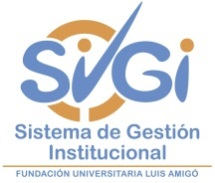 SiGi
Sistema de Gestión
Institucional
FUNDACIÓN UNIVERSITARIA LUIS AMIGÓ